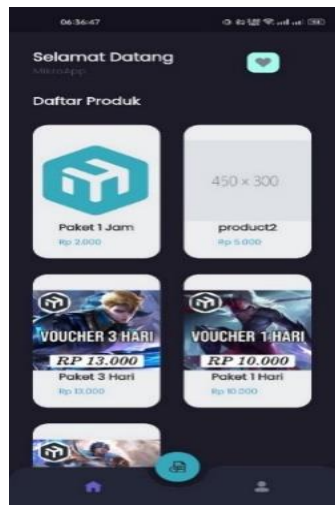 06:36:47
Selamat Datang
MikroApp
Daftar Produk
450 x 300
Paket 1 Jam
Rp 2.000
product2
Rp 5.000
VOUCHER 3 HARI
RP 13.000
Paket 3 Hari
Rp 13.000
VOUCHER 1 HARI
RP 10.000
Paket 1 Hari
Rp 10.000